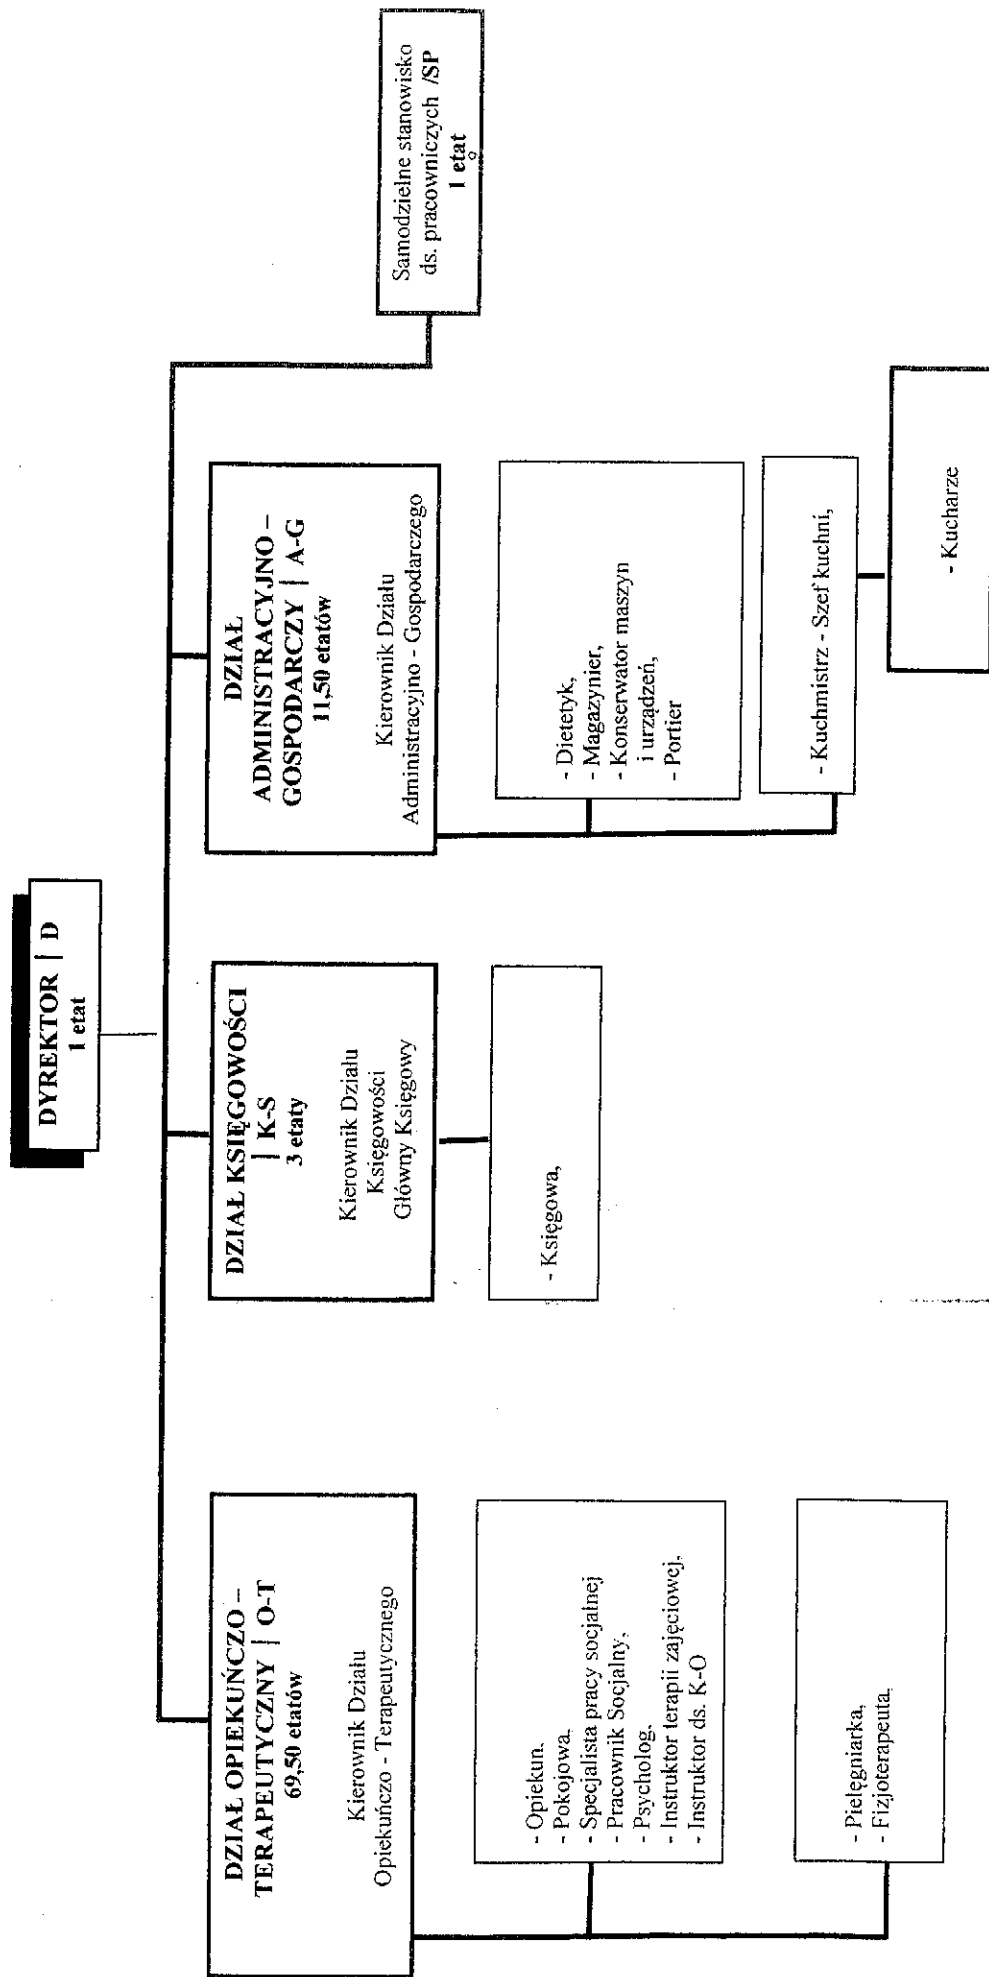 DYREKTOR | D
1 etat
DZIAŁ OPIEKUŃCZO –
TERAPEUTYCZNY | O-T
69,50 etatów
Kierownik Działu
Opiekuńczo - Terapeutycznego
- Opiekun,
- Pokojowa,
- Specjalista pracy socjalnej
- Pracownik Socjalny,
- Psycholog,
- Instruktor terapii zajęciowej,
- Instruktor ds. K-O
- Pielęgniarka,
- Fizjoterapeuta,
DZIAŁ KSIĘGOWOŚCI
| K-S
3 etaty
Kierownik Działu
Księgowości
Główny Księgowy
- Księgowa,
DZIAŁ
ADMINISTRACYJNO –
GOSPODARCZY | A-G
11,50 etatów
Kierownik Działu
Administracyjno - Gospodarczego
- Dietetyk,
- Magazynier,
- Konserwator maszyn
i urządzeń,
- Portier
- Kuchmistrz - Szef kuchni,
- Kucharze
Samodzielne stanowisko
ds. pracowniczych /SP
1 etat